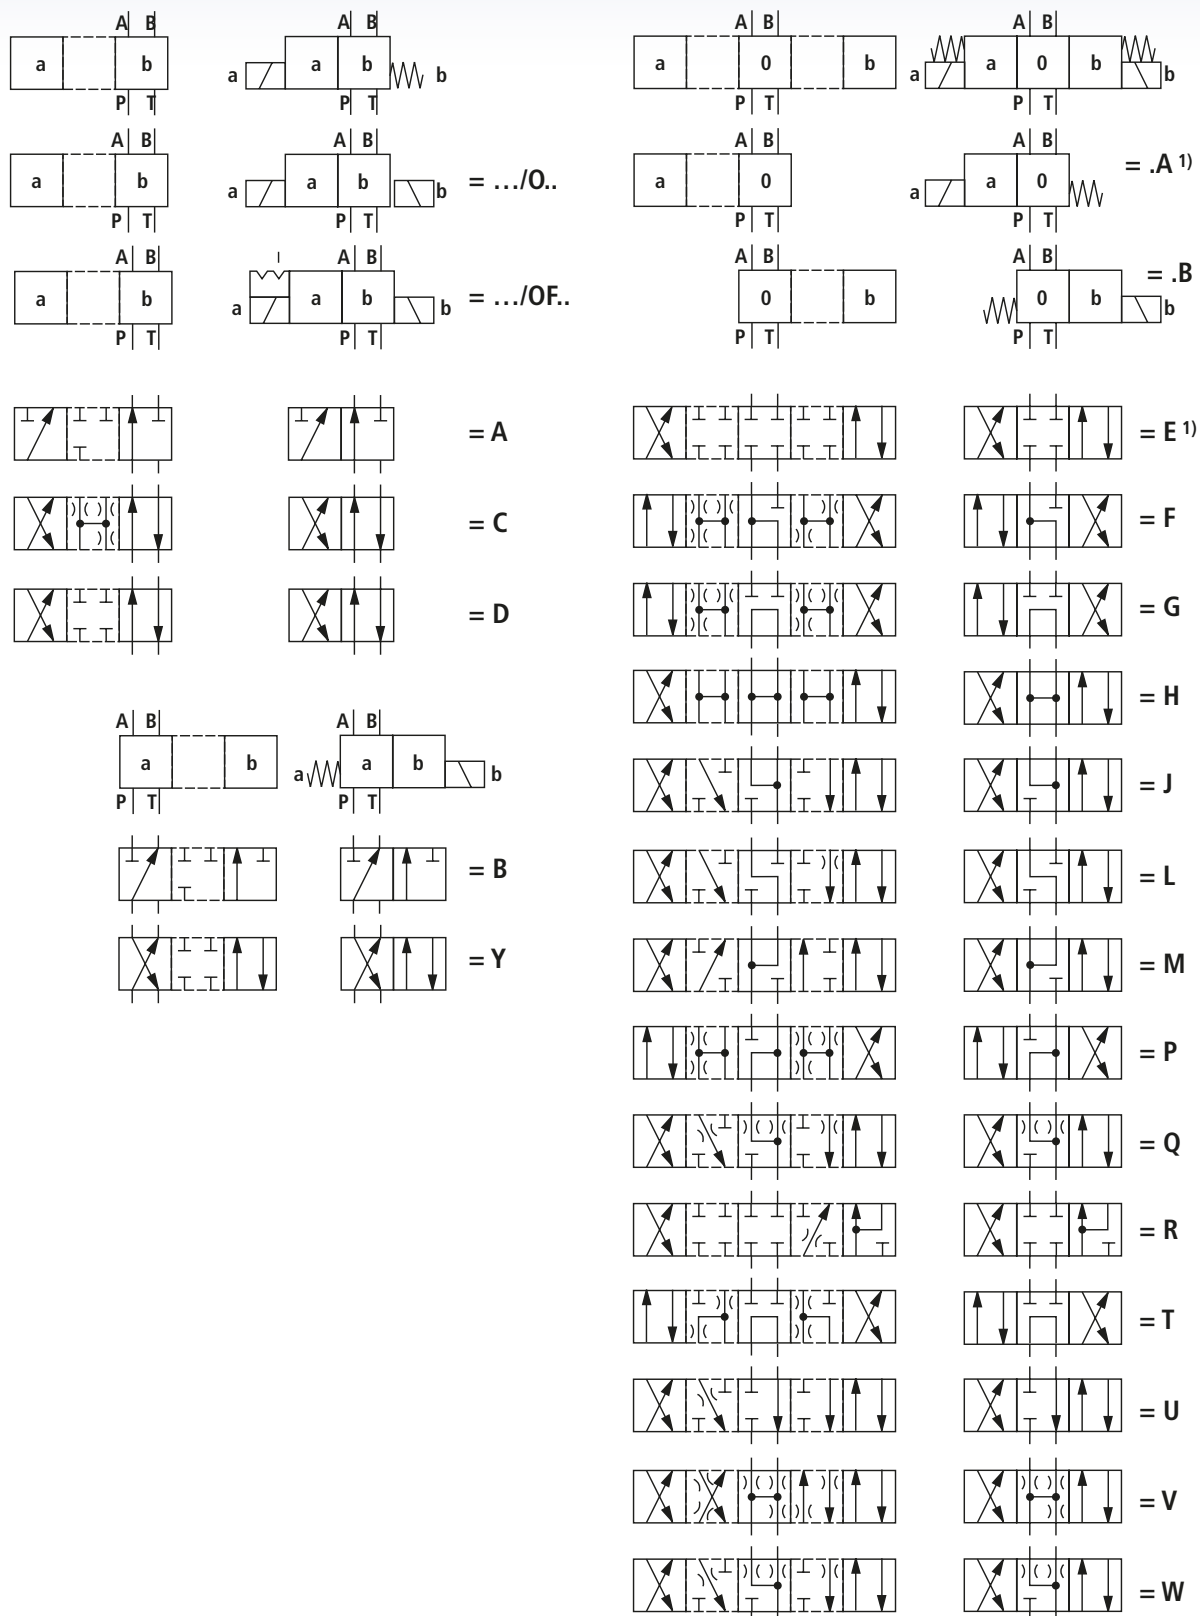 A B
a b
P T
A B
a a b b
P T
A B
a b
P T
A B
a a b b = .../O..
P T
A B
a b
P T
A B
a a b b = .../OF..
P T
= A
= C
= D
A B
a b
P T
A B
a a b b
P T
= B
= Y
A B
a 0 b
P T
A B
a a 0 b b
P T
A B
a 0
P T
A B
a a 0 = .A 1)
P T
A B
0 b
P T
A B
0 b b = .B
P T
= E 1)
= F
= G
= H
= J
= L
= M
= P
= Q
= R
= T
= U
= V
= W